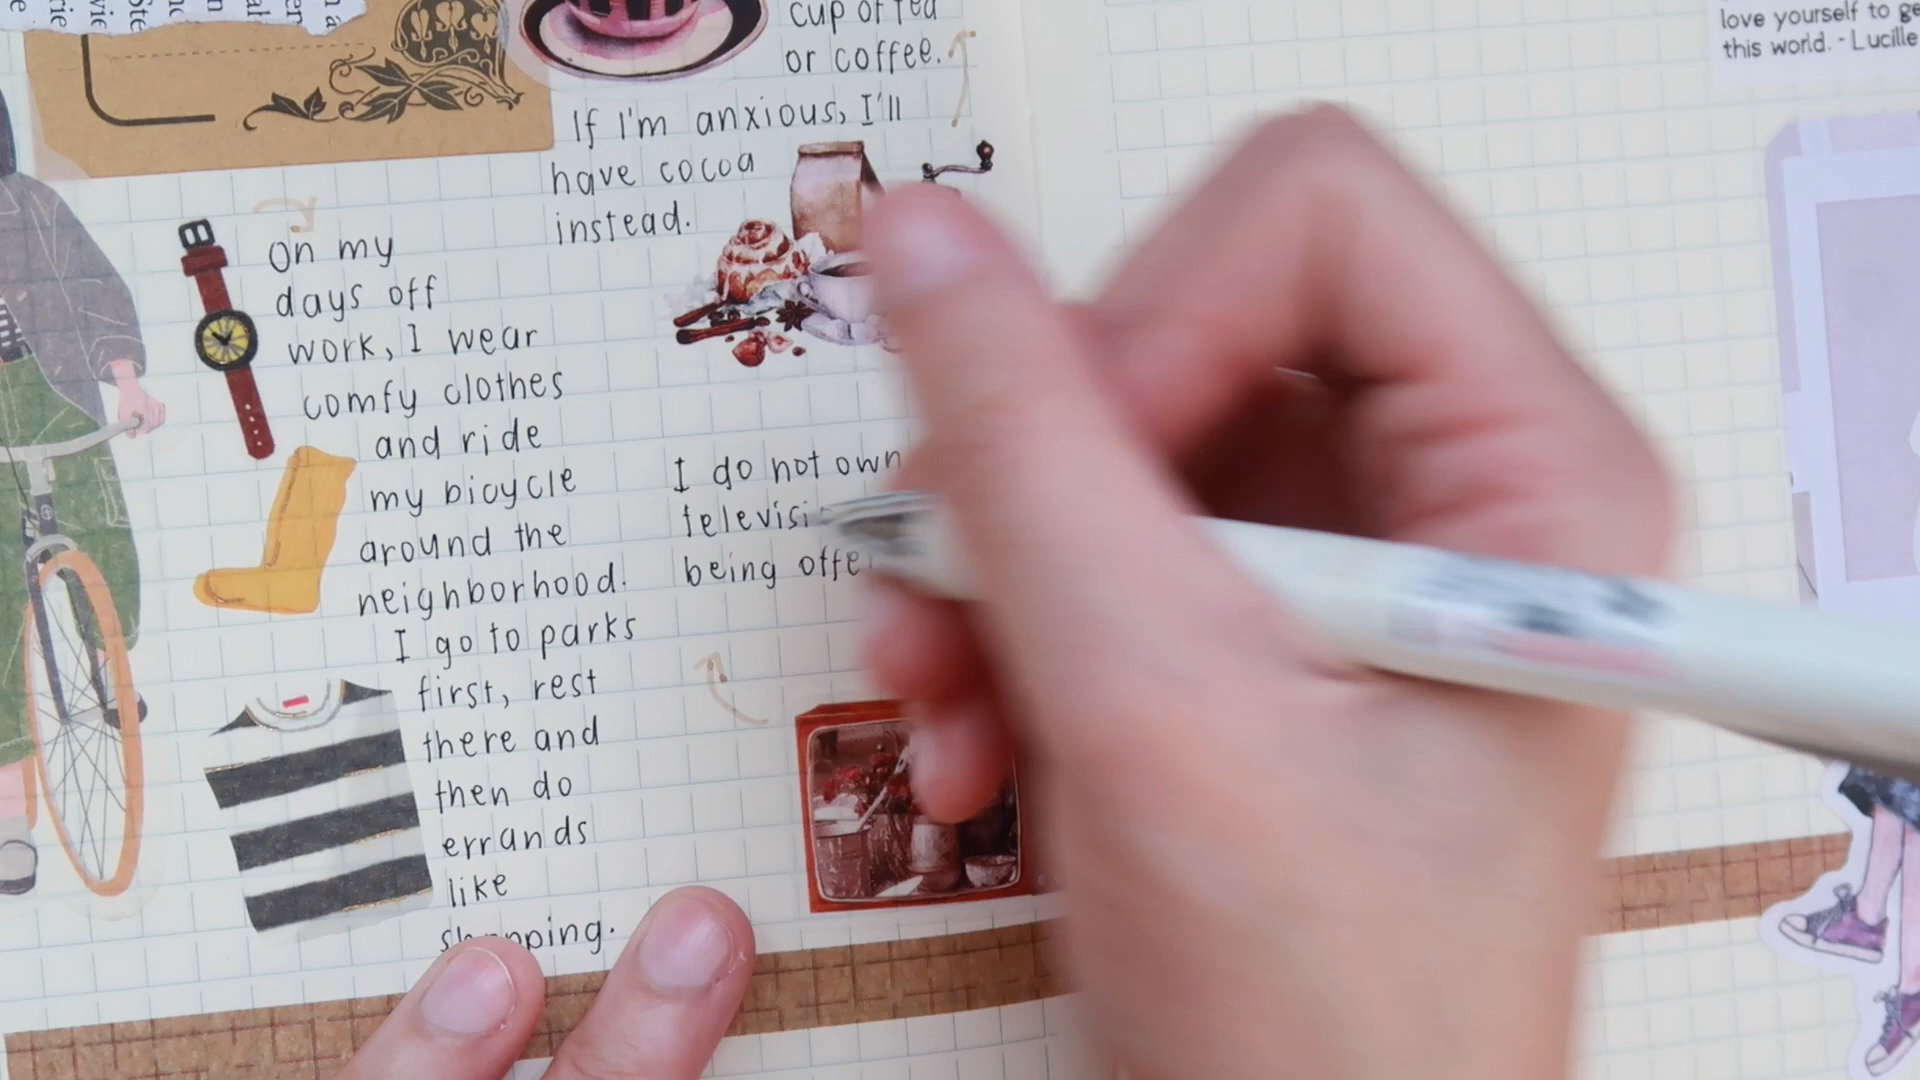 cup of tea
or coffee.
If I'm anxious, I'll
have cocoa
instead.
On my
days off
work, I wear
comfy clothes
and ride
my bicycle
around the
neighborhood.
I go to parks
first, rest
there and
then do
errands
like
shopping.
I do not own
being
love yourself to
this world. - Lucille